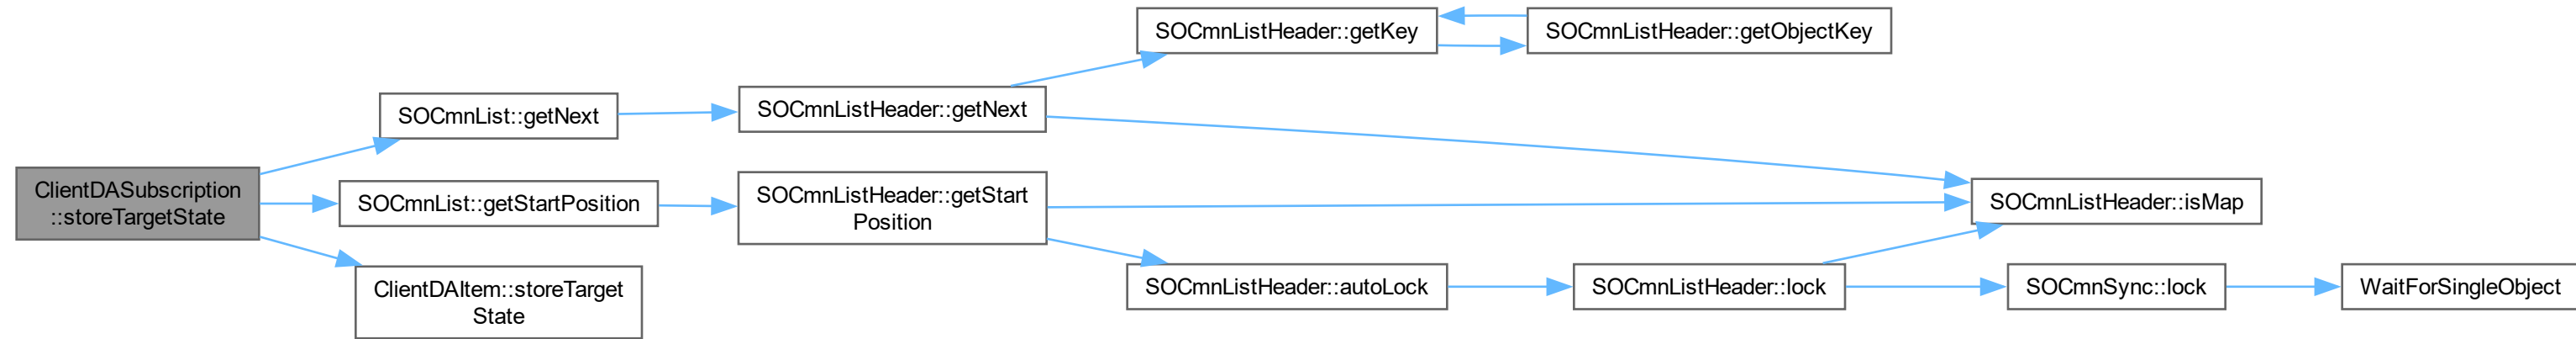 ClientDASubscription
::storeTargetState
SOCmnList::getNext
SOCmnListHeader::getNext
SOCmnListHeader::getKey
SOCmnListHeader::getObjectKey
SOCmnListHeader::isMap
SOCmnList::getStartPosition
SOCmnListHeader::getStart
Position
SOCmnListHeader::autoLock
SOCmnListHeader::lock
SOCmnSync::lock
WaitForSingleObject
ClientDAItem::storeTarget
State